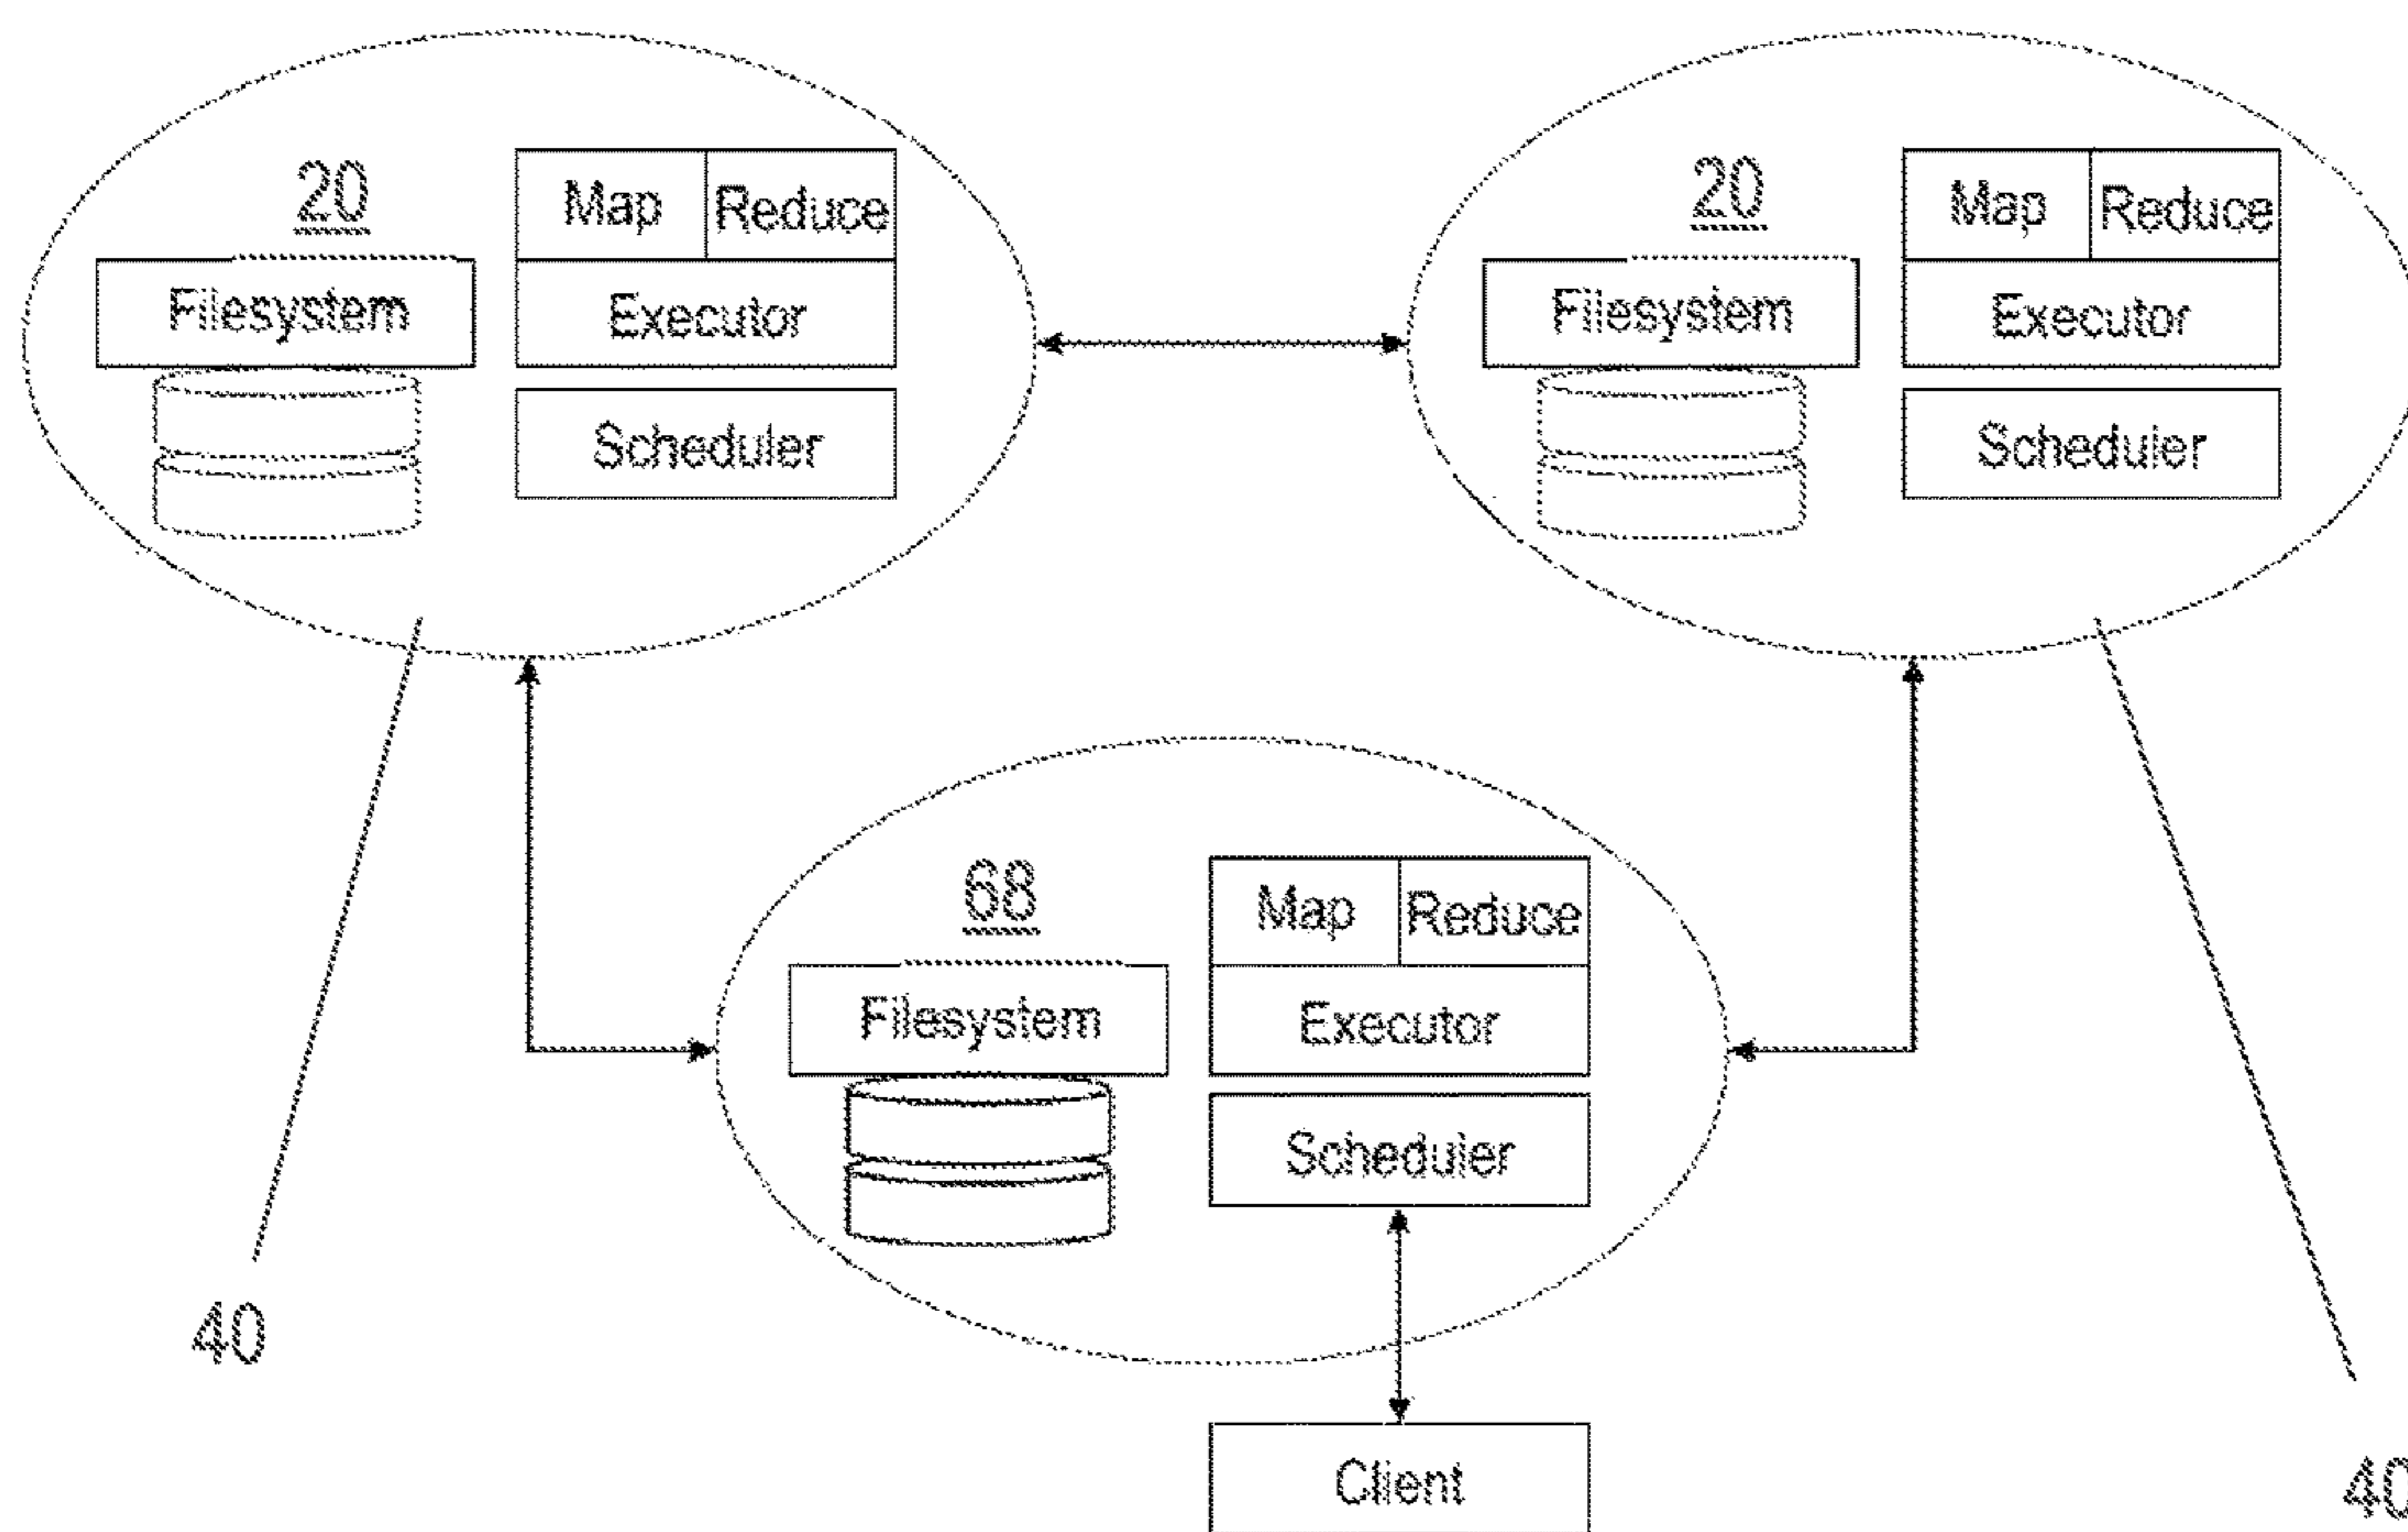 20
Map Reduce
Filesystem
Executor
Scheduler
20
Map Reduce
Filesystem
Executor
Scheduler
68
Map Reduce
Filesystem
Executor
Scheduler
40
Client
40